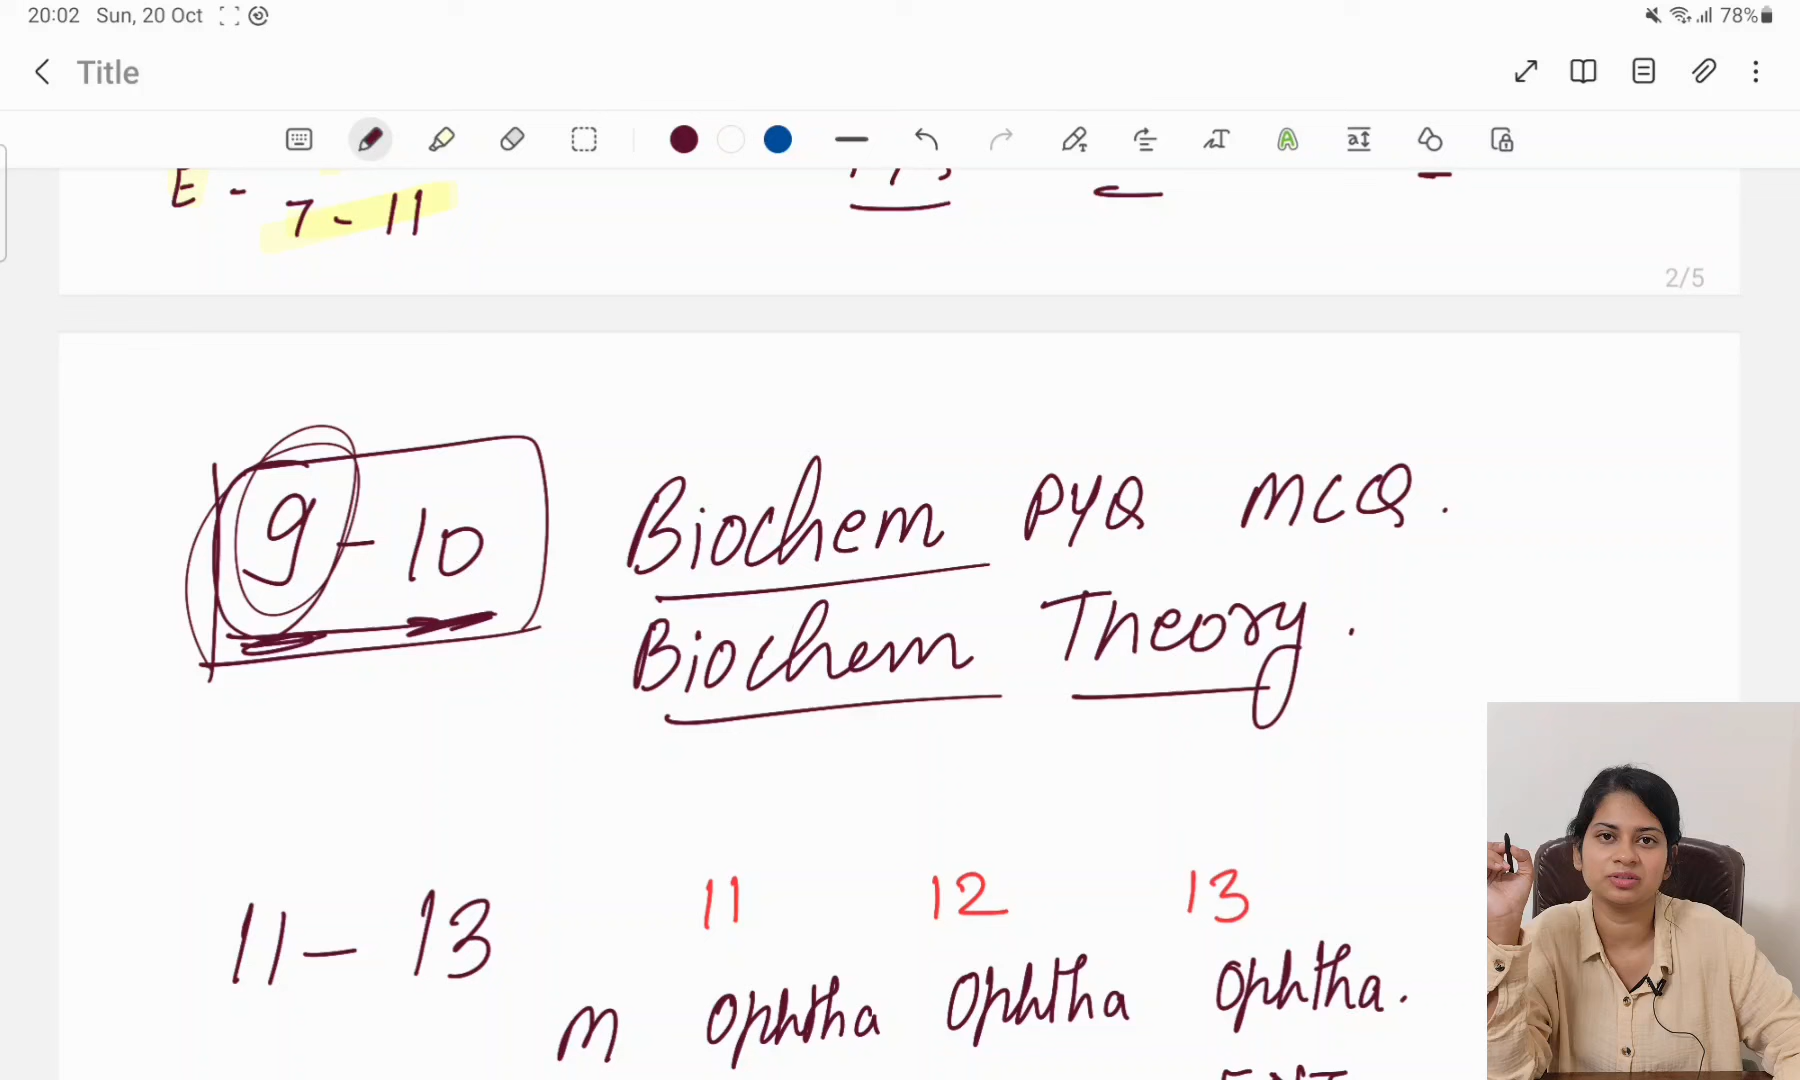 20:02 Sun, 20 Oct 78%
Title
E - 7 - 11
2/5
9 - 10 Biochem PYQ MCQ.
Biochem Theory.
11 12 13
11 - 13
M Ophtha Ophtha Ophtha.
ENT